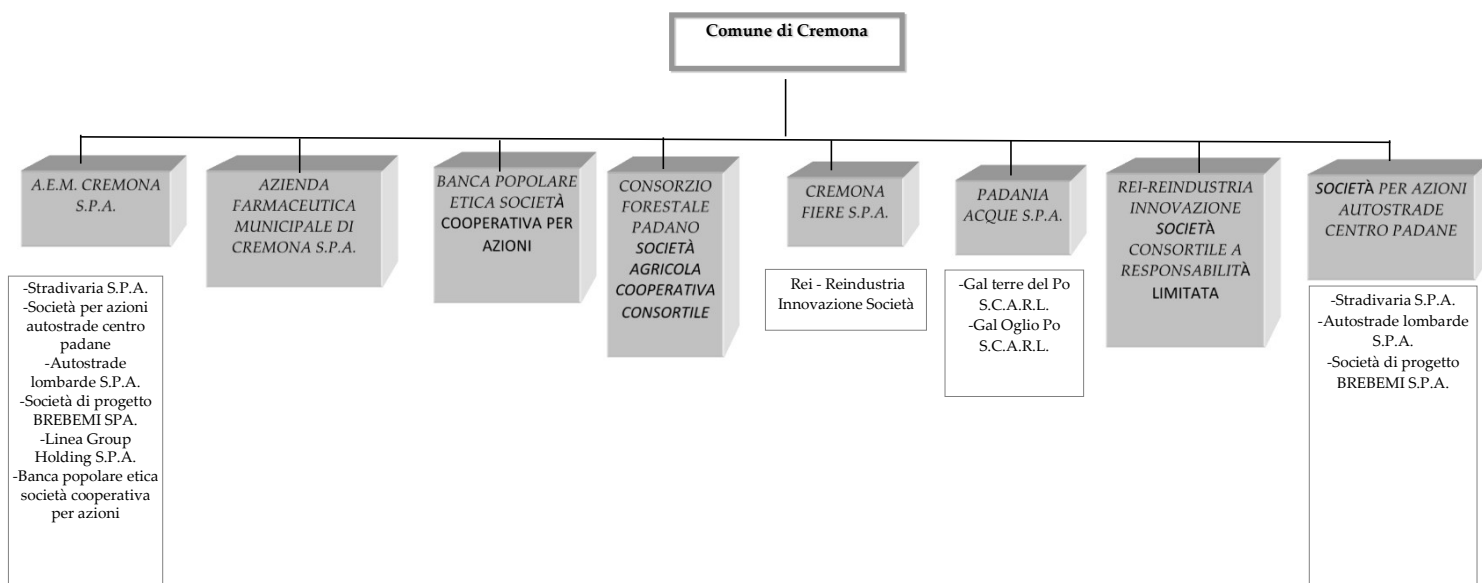 Comune di Cremona
A.E.M. CREMONA
S.P.A.
AZIENDA
FARMACEUTICA
MUNICIPALE DI
CREMONA S.P.A.
BANCA POPOLARE
ETICA SOCIETÀ
COOPERATIVA PER
AZIONI
CONSORZIO
FORESTALE
PADANO
SOCIETÀ
AGRICOLA
COOPERATIVA
CONSORTILE
CREMONA
FIERE S.P.A.
PADANIA
ACQUE S.P.A.
REI-REINDUSTRIA
INNOVAZIONE
SOCIETÀ
CONSORTILE A
RESPONSABILITÀ
LIMITATA
SOCIETÀ PER AZIONI
AUTOSTRADE
CENTRO PADANE
-Stradivaria S.P.A.
-Società per azioni
autostrade centro
padane
-Autostrade
lombarde S.P.A.
-Società di progetto
BREBEMI SPA.
-Linea Group
Holding S.P.A.
-Banca popolare etica
società cooperativa
per azioni
Rei - Reindustria
Innovazione Società
-Gal terre del Po
S.C.A.R.L.
-Gal Oglio Po
S.C.A.R.L.
-Stradivaria S.P.A.
-Autostrade lombarde
S.P.A.
-Società di progetto
BREBEMI S.P.A.